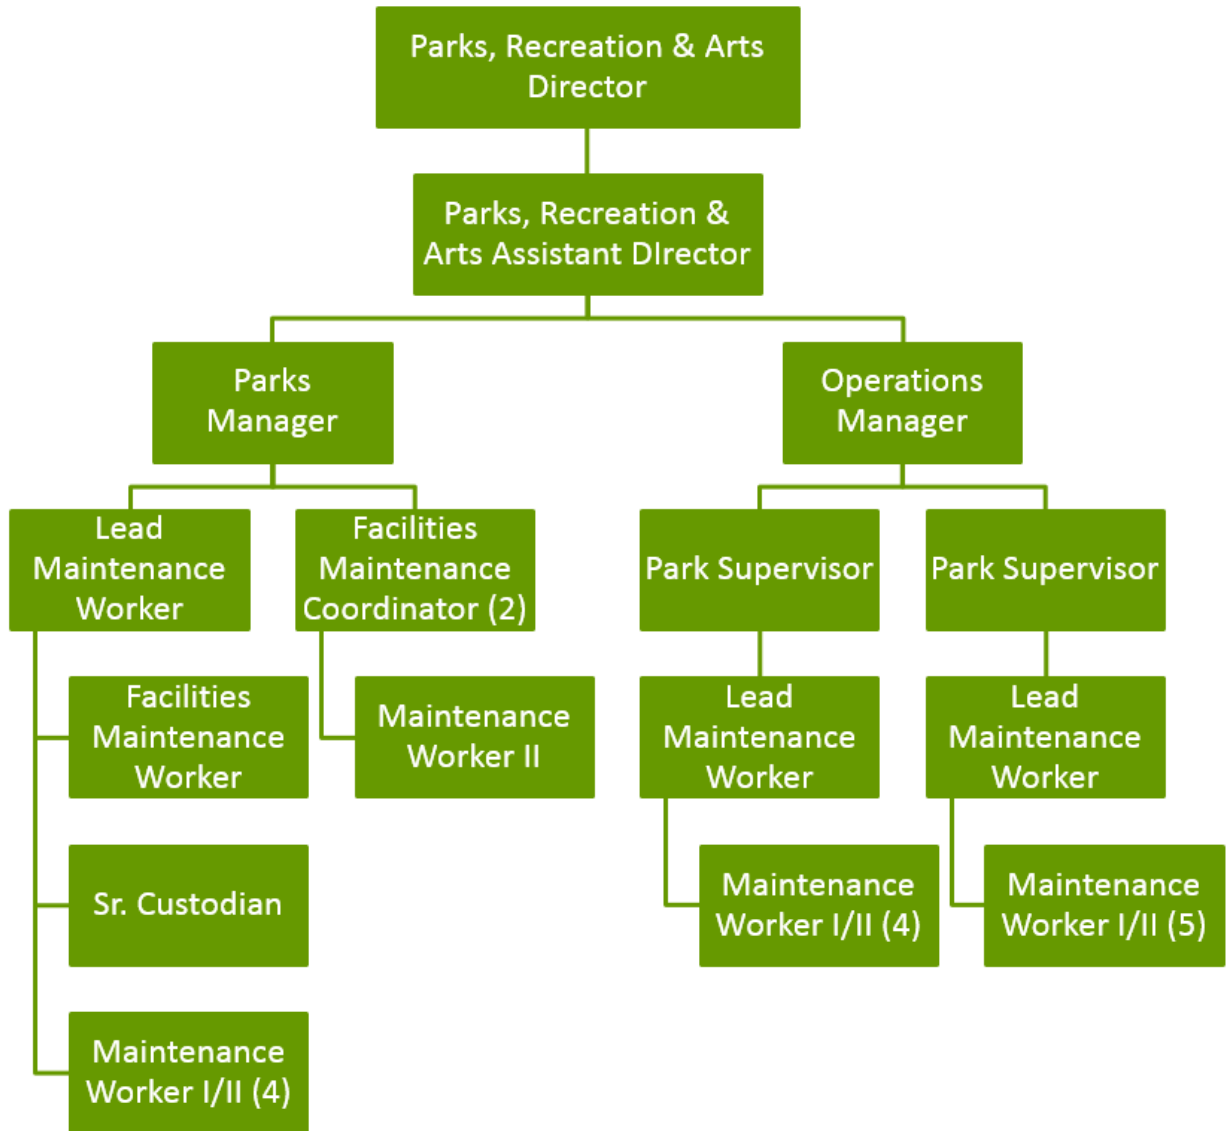 Parks, Recreation & Arts
Director
Parks, Recreation &
Arts Assistant DIrector
Parks
Manager
Operations
Manager
Lead
Maintenance
Worker
Facilities
Maintenance
Coordinator (2)
Park Supervisor
Park Supervisor
Facilities
Maintenance
Worker
Maintenance
Worker II
Lead
Maintenance
Worker
Lead
Maintenance
Worker
Sr. Custodian
Maintenance
Worker I/II (4)
Maintenance
Worker I/II (5)
Maintenance
Worker I/II (4)